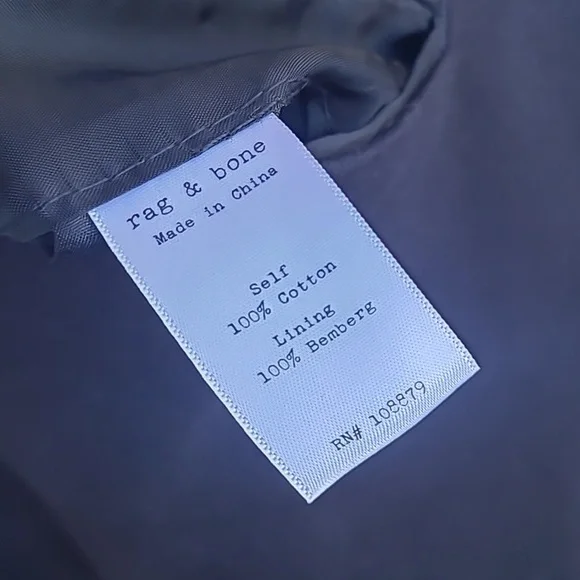 rag & bone
Made in China
Self
100% Cotton
Lining
100% Bemberg
RN# 108879